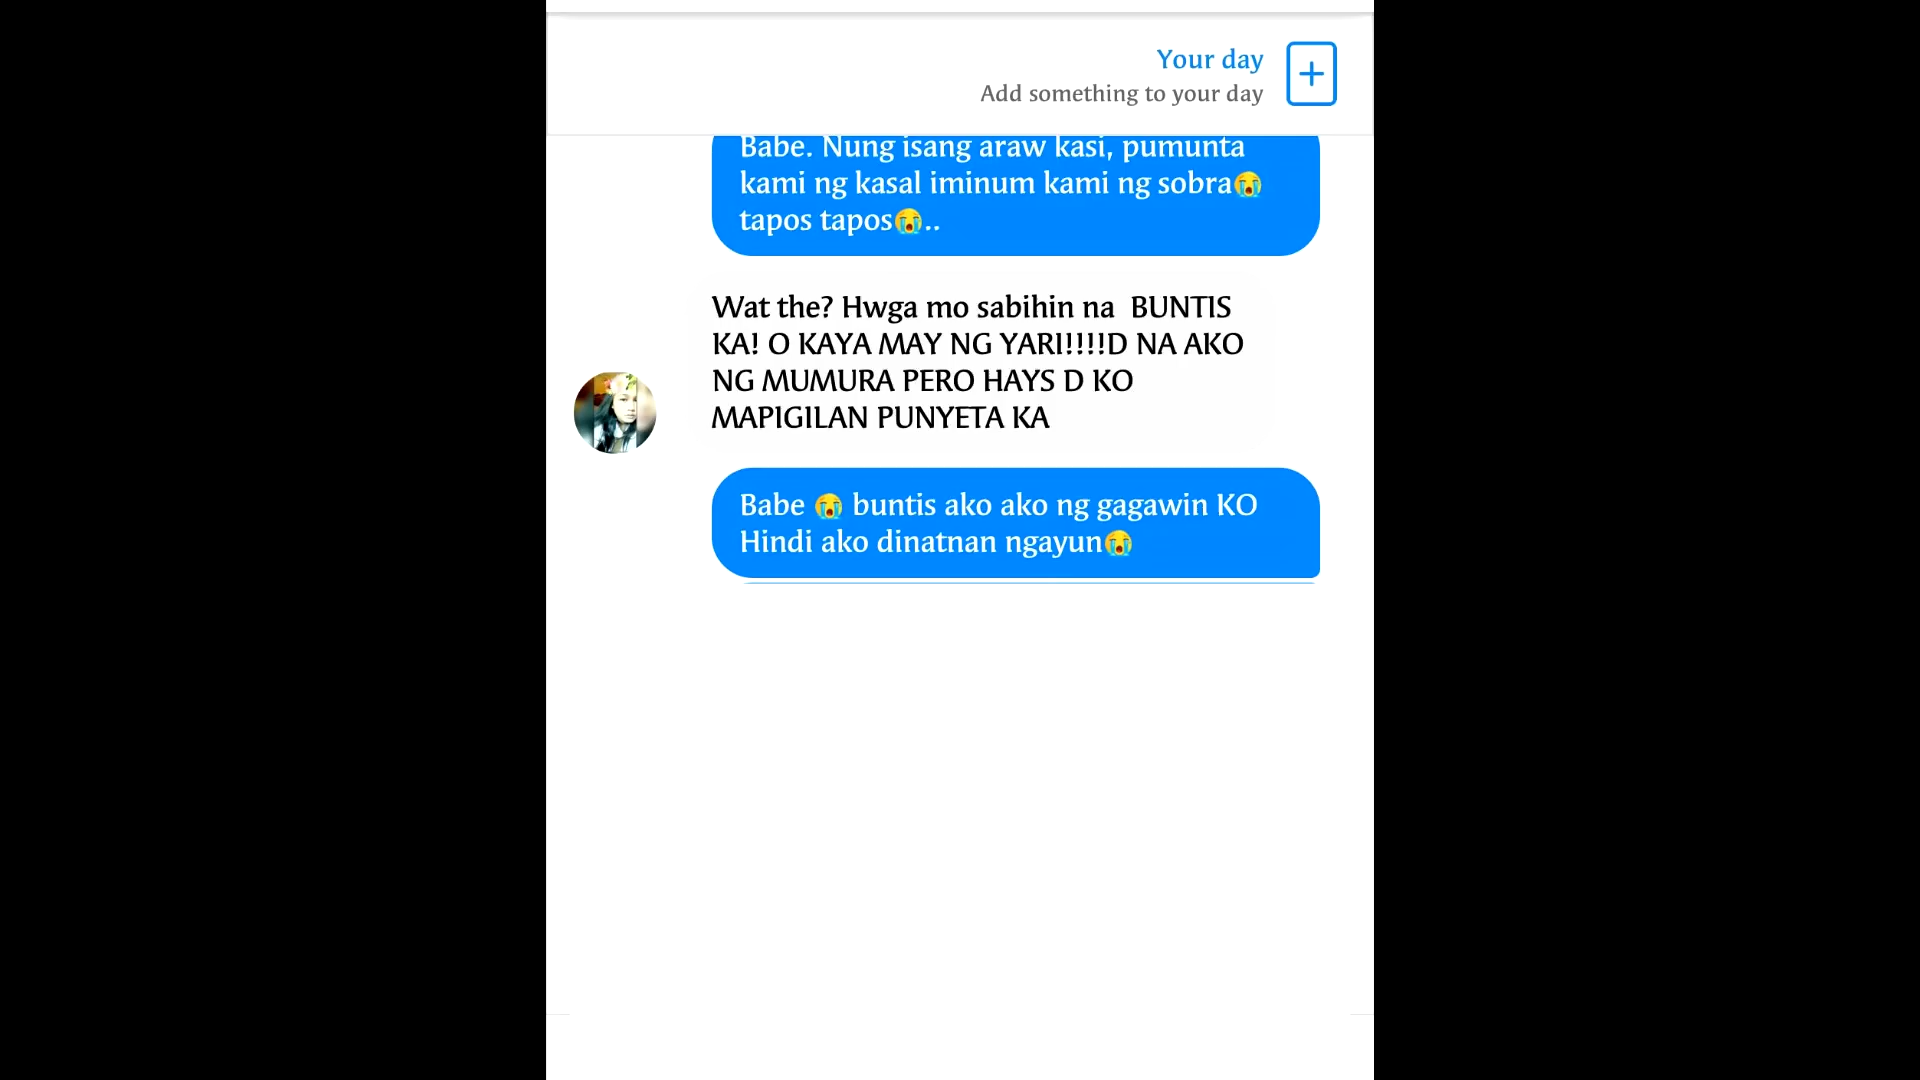 Your day
Add something to your day
Babe. Nung isang araw kasi, pumunta
kami ng kasal iminum kami ng sobra😭
tapos tapos😭..
Wat the? Hwga mo sabihin na  BUNTIS
KA! O KAYA MAY NG YARI!!!!D NA AKO
NG MUMURA PERO HAYS D KO
MAPIGILAN PUNYETA KA
Babe 😭 buntis ako ako ng gagawin KO
Hindi ako dinatnan ngayun😭